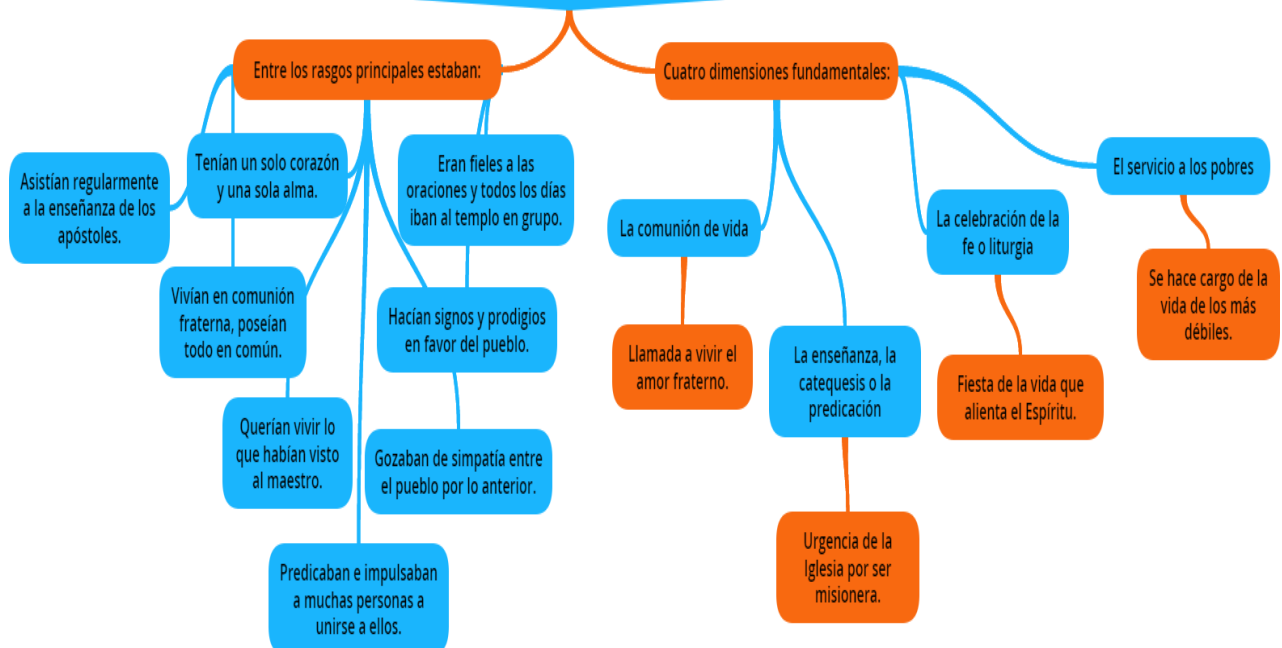 Entre los rasgos principales estaban:
Asistían regularmente
a la enseñanza de los
apóstoles.
Tenían un solo corazón
y una sola alma.
Eran fieles a las
oraciones y todos los días
iban al templo en grupo.
Vivían en comunión
fraterna, poseían
todo en común.
Hacían signos y prodigios
en favor del pueblo.
Querían vivir lo
que habían visto
al maestro.
Gozaban de simpatía entre
el pueblo por lo anterior.
Predicaban e impulsaban
a muchas personas a
unirse a ellos.
Cuatro dimensiones fundamentales:
La comunión de vida
Llamada a vivir el
amor fraterno.
La enseñanza, la
catequesis o la
predicación
Urgencia de la
Iglesia por ser
misionera.
La celebración de la
fe o liturgia
Fiesta de la vida que
alienta el Espíritu.
El servicio a los pobres
Se hace cargo de la
vida de los más
débiles.